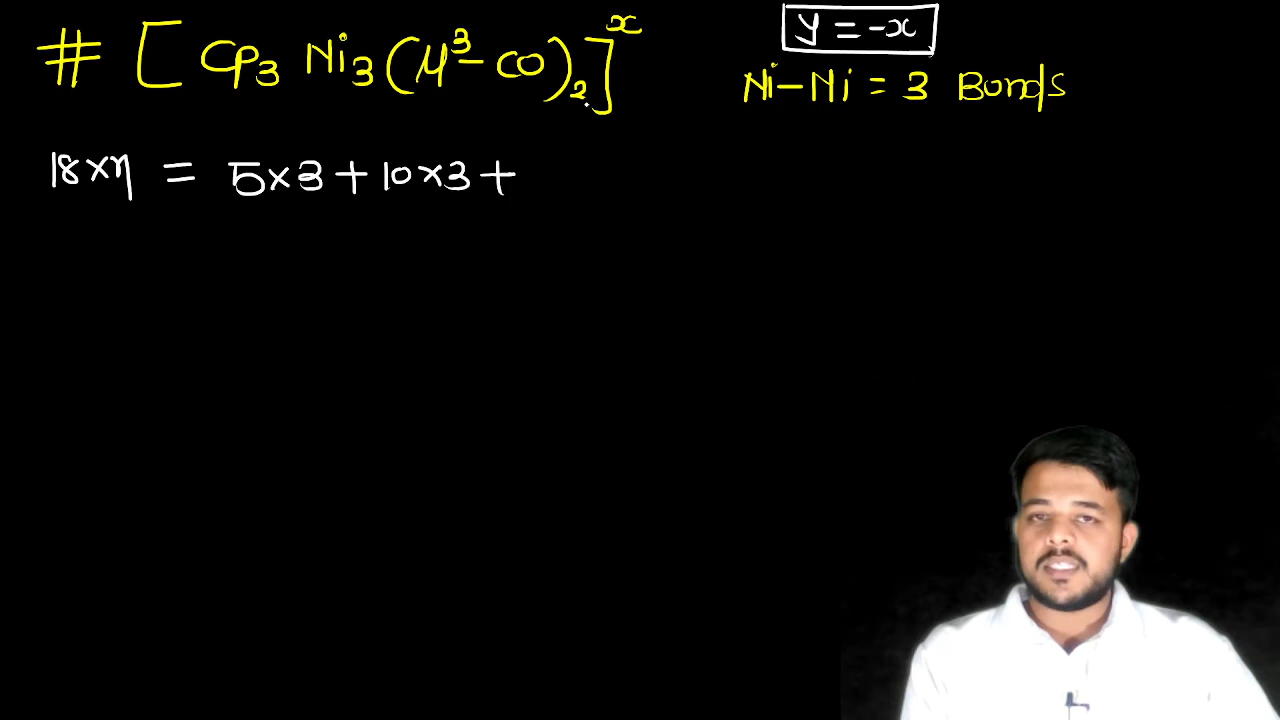 # [ Cp₃ Ni₃ (μ³-CO)₂ ]ˣ
y = -x
Ni-Ni = 3 Bonds
18×η = 5×3+10×3+